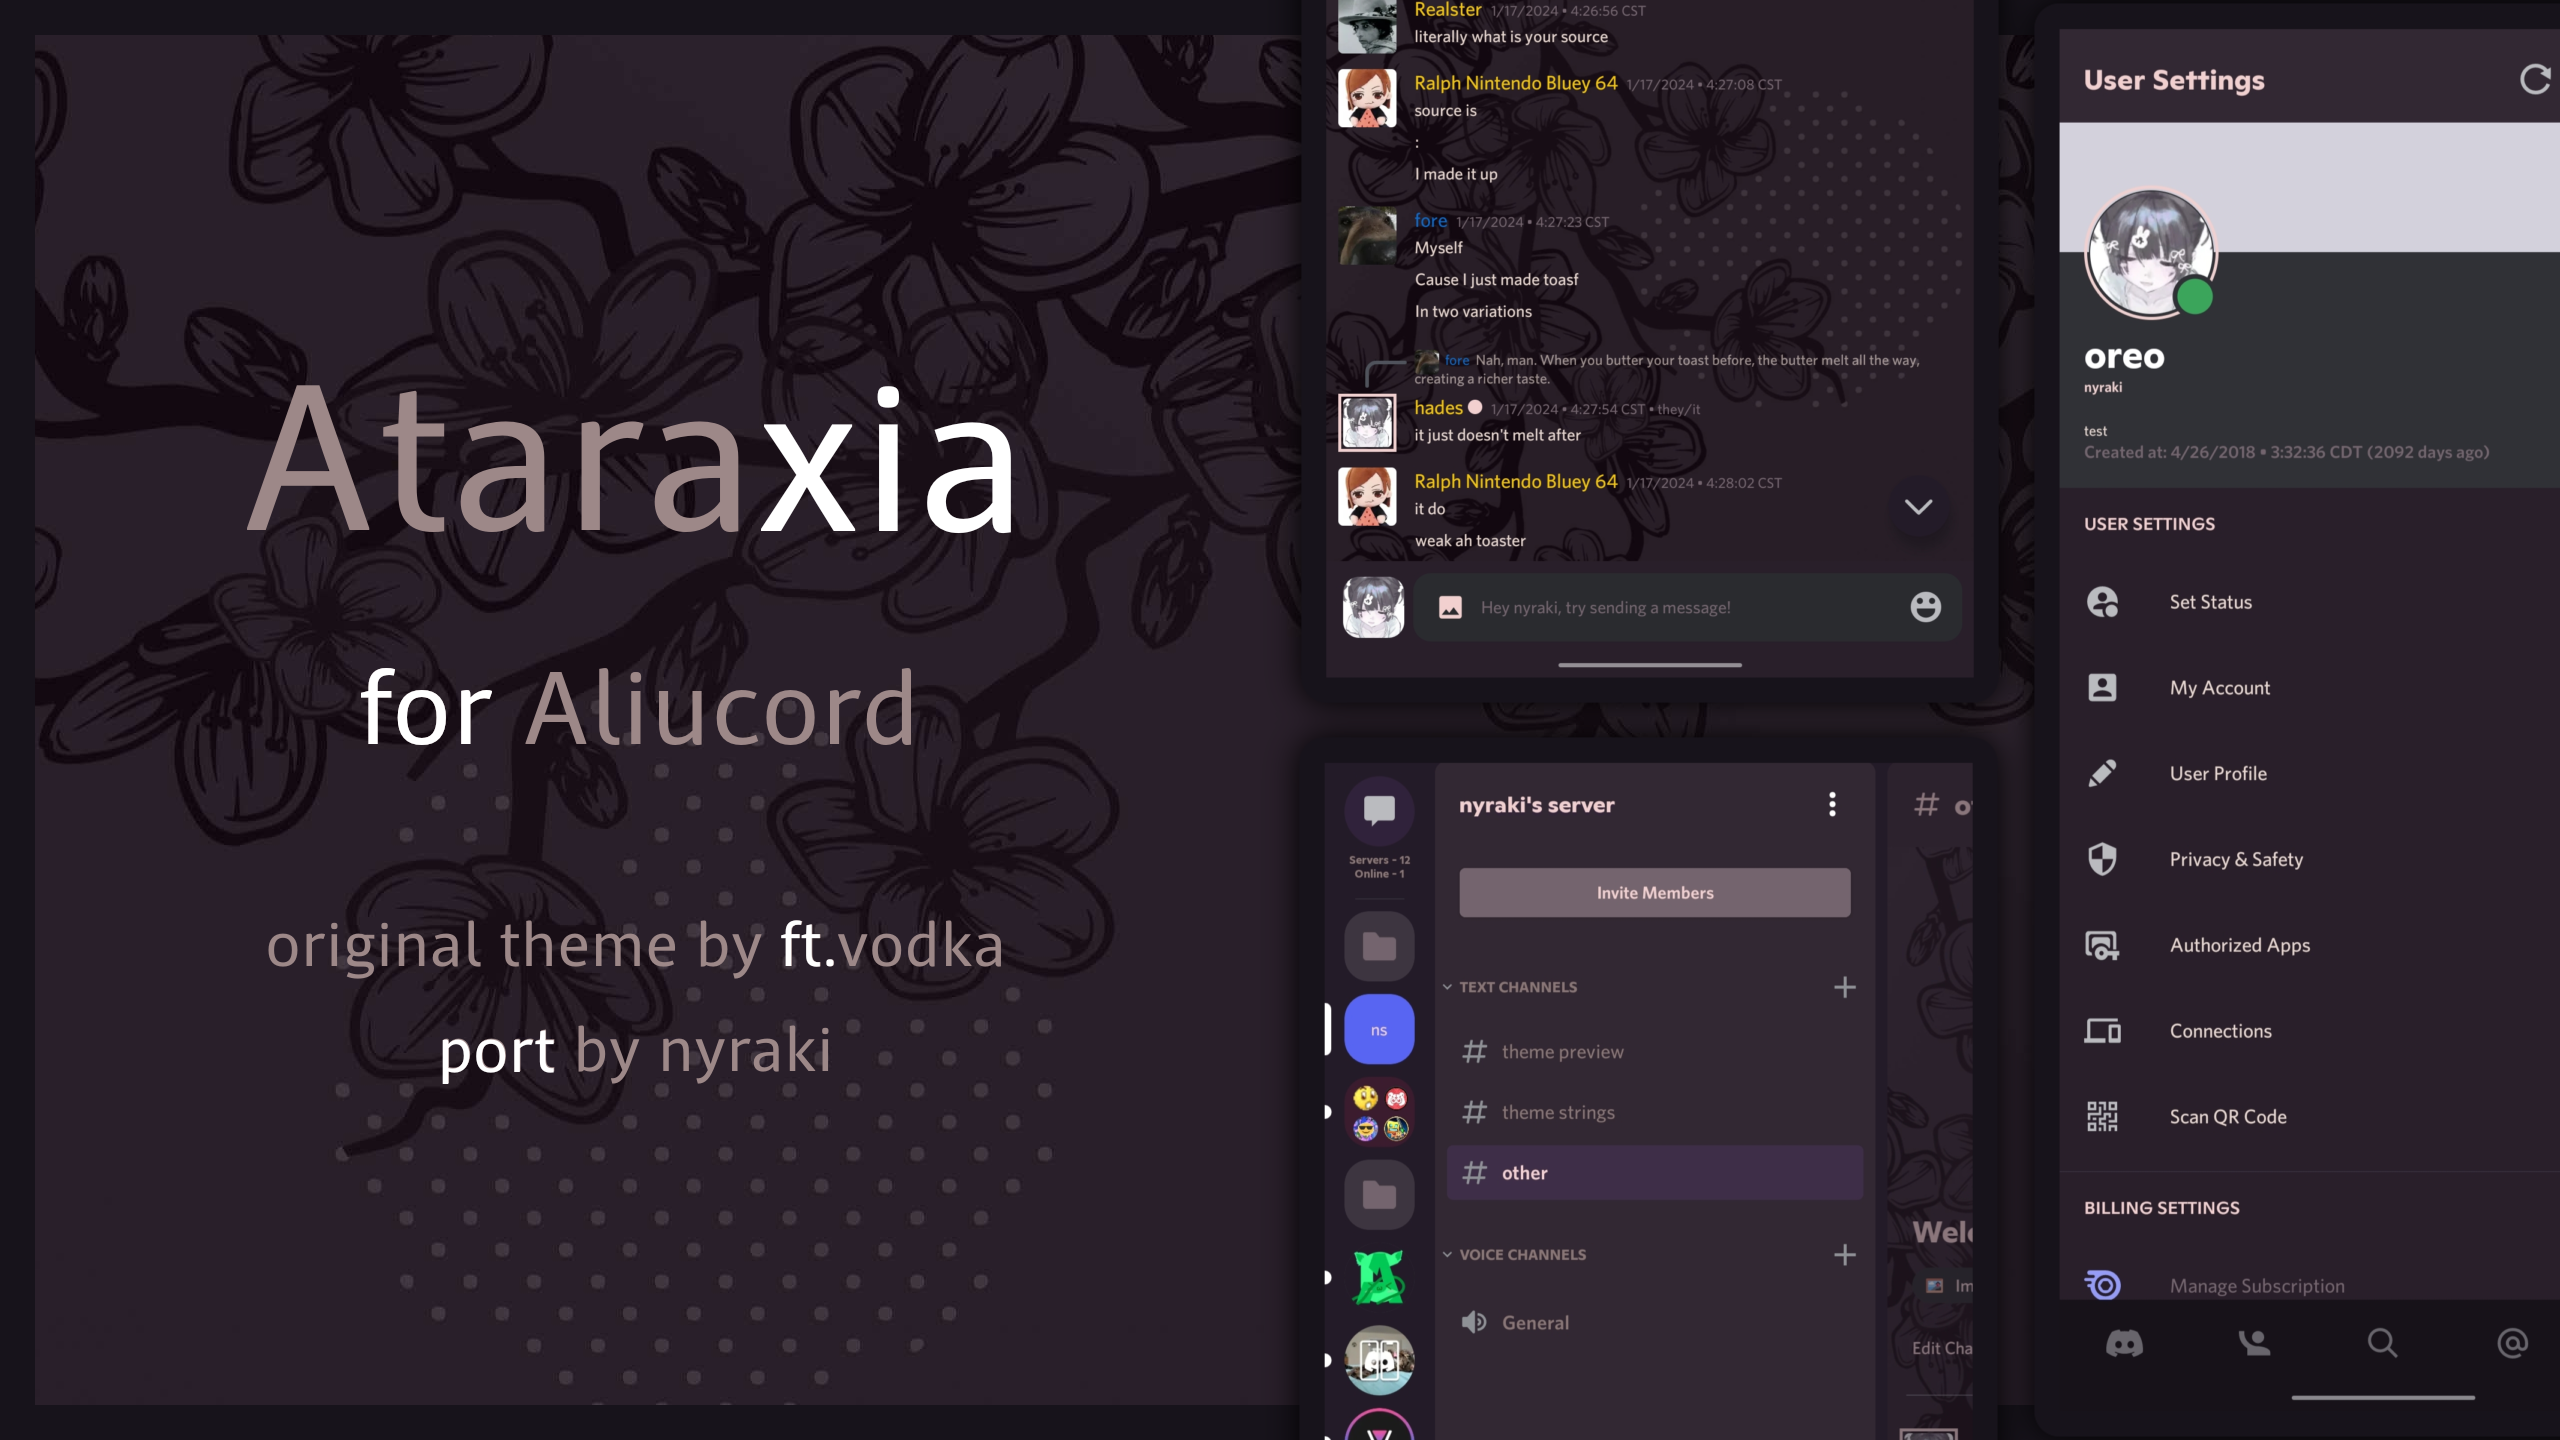 Ataraxia
for Aliucord
original theme by ft.vodka
port by nyraki
Realster 1/17/2024 • 4:26:56 CST
literally what is your source
Ralph Nintendo Bluey 64 1/17/2024 • 4:27:08 CST
source is
:
I made it up
fore 1/17/2024 • 4:27:23 CST
Myself
Cause I just made toasf
In two variations
fore Nah, man. When you butter your toast before, the butter melt all the way,
creating a richer taste.
hades 1/17/2024 • 4:27:54 CST • they/it
it just doesn't melt after
Ralph Nintendo Bluey 64 1/17/2024 • 4:28:02 CST
it do
weak ah toaster
Hey nyraki, try sending a message!
nyraki's server
Servers - 12
Online - 1
Invite Members
ns
TEXT CHANNELS
# theme preview
# theme strings
# other
VOICE CHANNELS
General
# o
Welc
Im
Edit Cha
User Settings
oreo
nyraki
test
Created at: 4/26/2018 • 3:32:36 CDT (2092 days ago)
USER SETTINGS
Set Status
My Account
User Profile
Privacy & Safety
Authorized Apps
Connections
Scan QR Code
BILLING SETTINGS
Manage Subscription